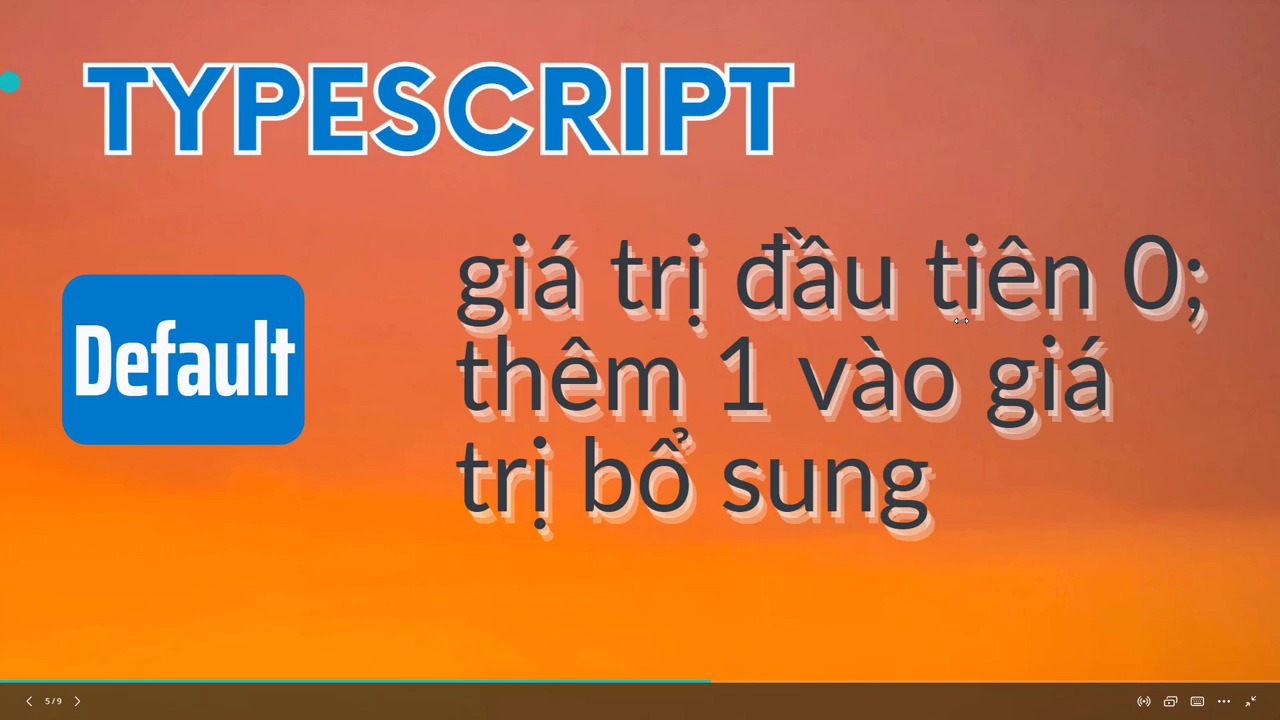 TYPESCRIPT
Default
giá trị đầu tiên 0;
thêm 1 vào giá
trị bổ sung
5 / 9